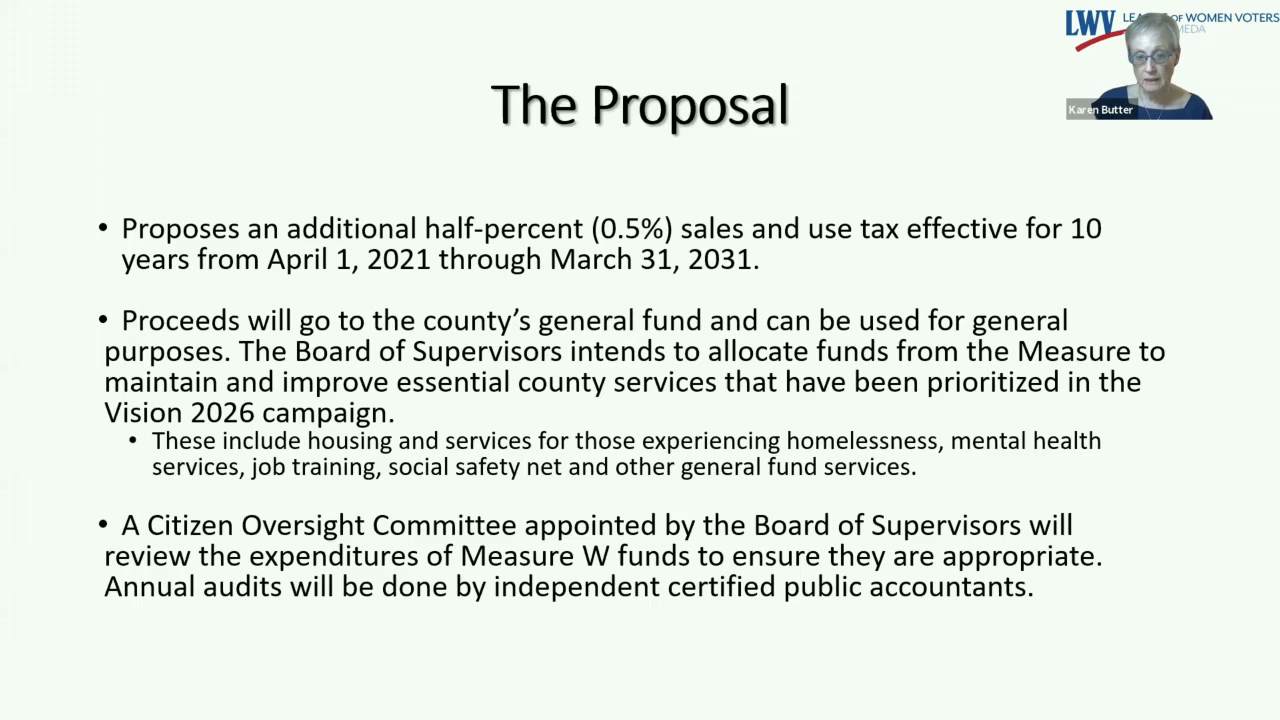 LWV LE OF WOMEN VOTERS
MEDA
Karen Butter
The Proposal
• Proposes an additional half-percent (0.5%) sales and use tax effective for 10
years from April 1, 2021 through March 31, 2031.
• Proceeds will go to the county’s general fund and can be used for general
purposes. The Board of Supervisors intends to allocate funds from the Measure to
maintain and improve essential county services that have been prioritized in the
Vision 2026 campaign.
• These include housing and services for those experiencing homelessness, mental health
services, job training, social safety net and other general fund services.
• A Citizen Oversight Committee appointed by the Board of Supervisors will
review the expenditures of Measure W funds to ensure they are appropriate.
Annual audits will be done by independent certified public accountants.